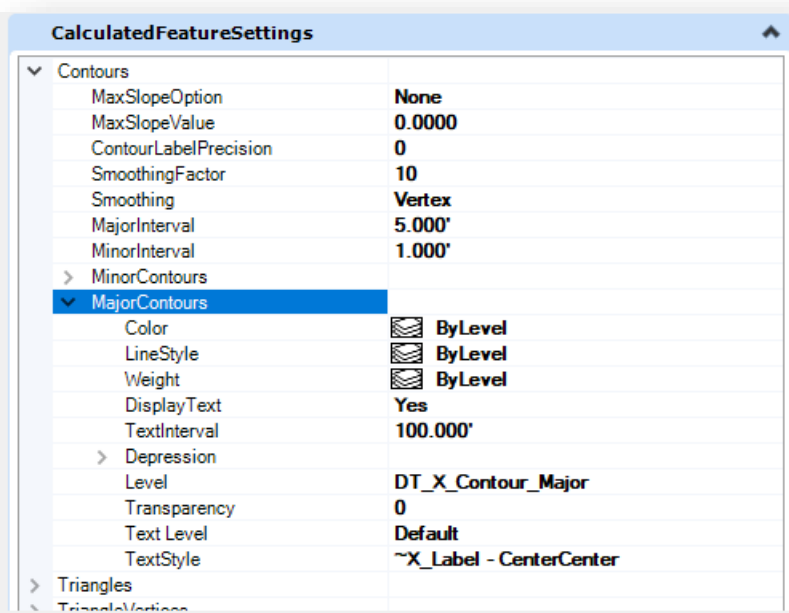 CalculatedFeatureSettings
Contours
MaxSlopeOption None
MaxSlopeValue 0.0000
ContourLabelPrecision 0
SmoothingFactor 10
Smoothing Vertex
MajorInterval 5.000'
MinorInterval 1.000'
MinorContours
MajorContours
Color ByLevel
LineStyle ByLevel
Weight ByLevel
DisplayText Yes
TextInterval 100.000'
Depression
Level DT_X_Contour_Major
Transparency 0
Text Level Default
TextStyle ~X_Label - CenterCenter
Triangles
TriangleVertices